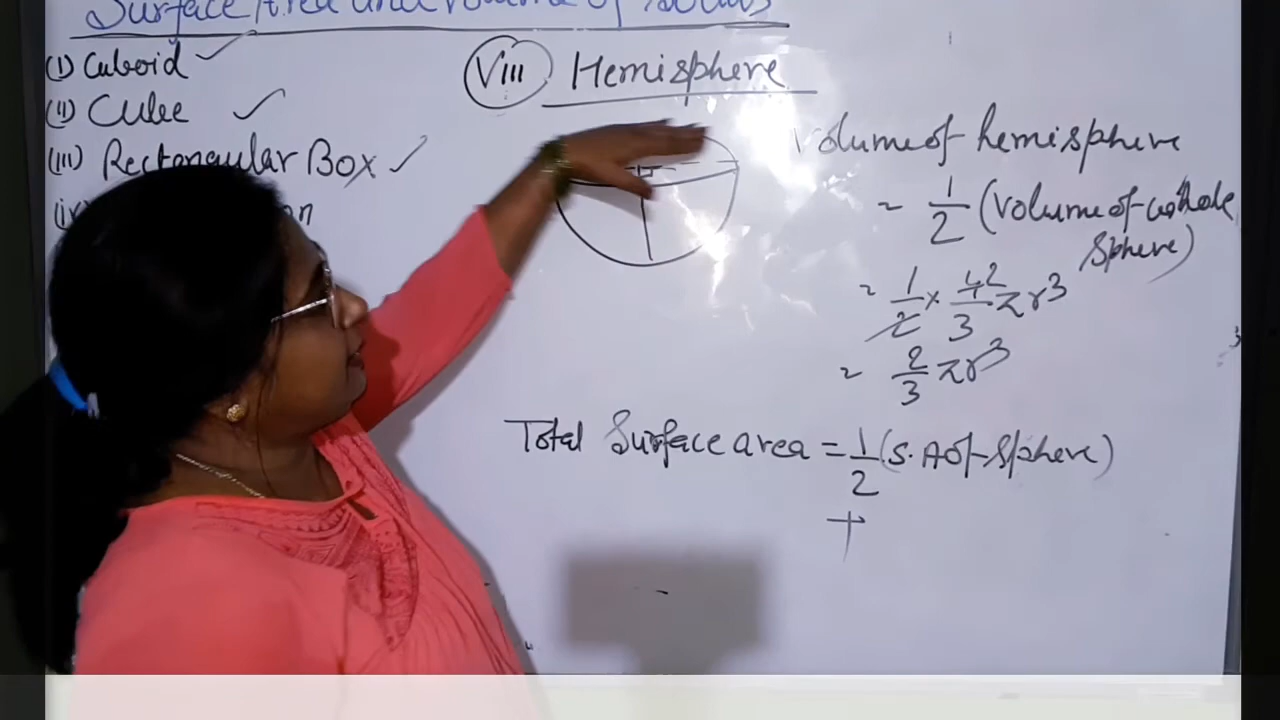 Surface Area and Volume of Solids
(I) Cuboid ✓
(II) Cube ✓
(III) Rectangular Box ✓
(iv)
Viii Hemisphere
Volume of hemisphere
= 1/2 (Volume of whole
Sphere)
= 1/2 × 4²/3 πr³
= 2/3 πr³
Total Surface area = 1/2 (S.A of Sphere)
+